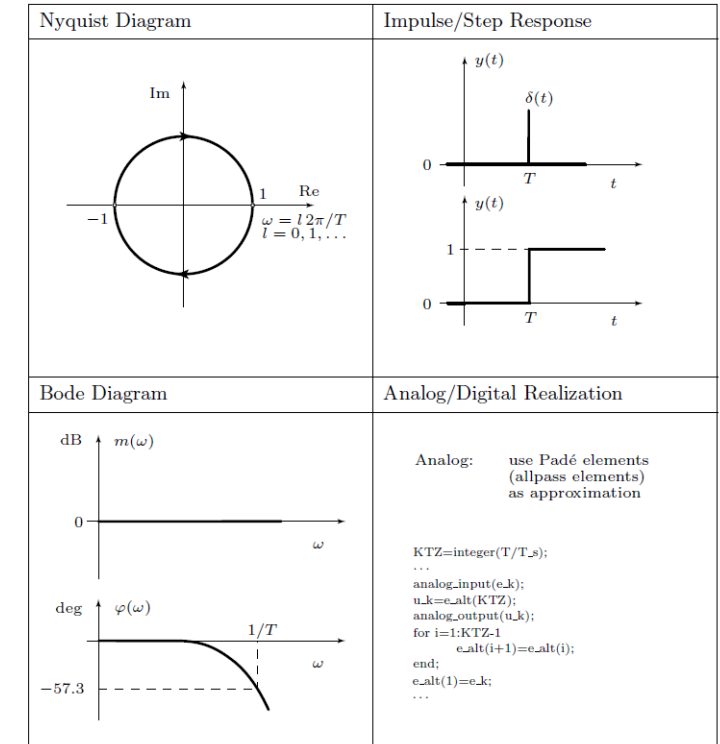 Nyquist Diagram
Im
1
Re
−1
ω = l 2π/T
l = 0, 1, . . .
Impulse/Step Response
y(t)
δ(t)
0
T
t
y(t)
1
0
T
t
Bode Diagram
dB
m(ω)
0
ω
deg
φ(ω)
1/T
ω
−57.3
Analog/Digital Realization
Analog: use Padé elements
(allpass elements)
as approximation
KTZ=integer(T/T_s);
. . .
analog_input(e_k);
u_k=e_alt(KTZ);
analog_output(u_k);
for i=1:KTZ-1
e_alt(i+1)=e_alt(i);
end;
e_alt(1)=e_k;
. . .